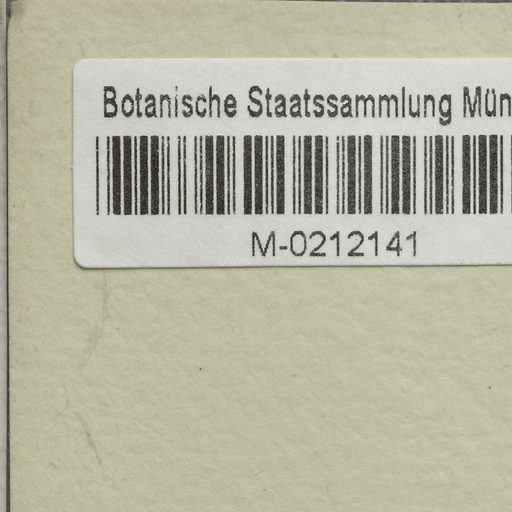 Botanische Staatssammlung Mün
M-0212141